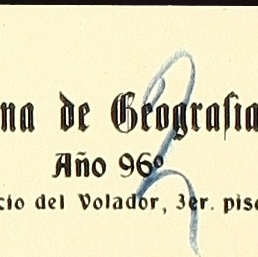 na de Geografia
Año 96º
cio del Volador, 3er. piso